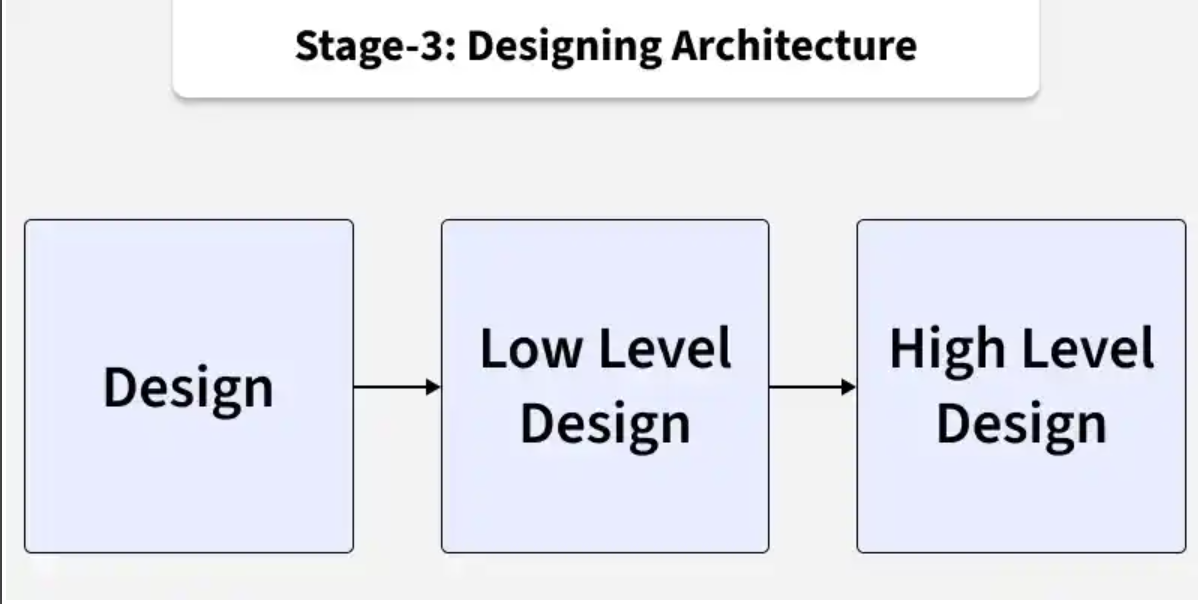 Stage-3: Designing Architecture
Design
Low Level
Design
High Level
Design